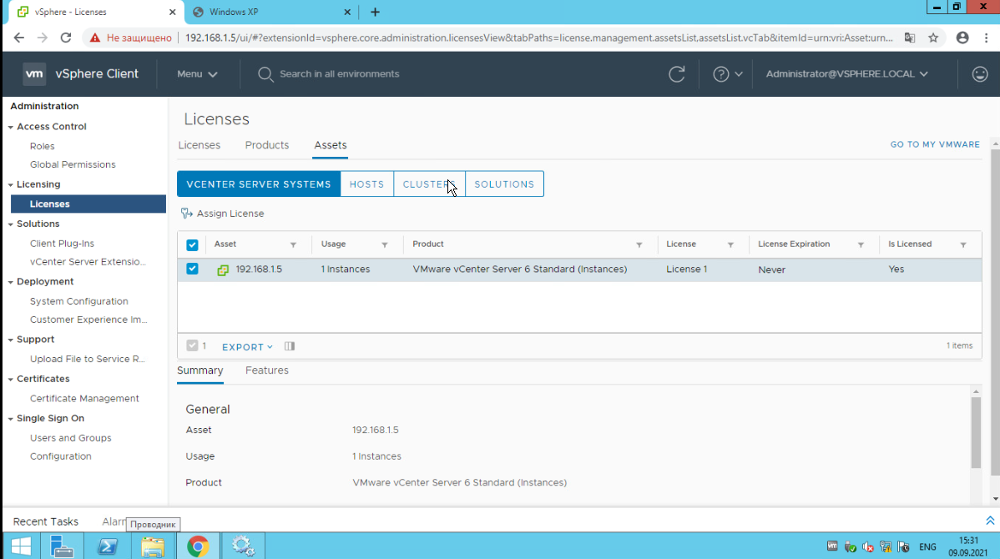 vSphere - Licenses
Windows XP
Не защищено
192.168.1.5/ui/#?extensionId=vsphere.core.administration.licensesView&tabPaths=license.management.assetsList,assetsList.vcTab&itemId=urn:vri:Asset:urn...
vm vSphere Client Menu Search in all environments Administrator@VSPHERE.LOCAL
Administration
Access Control
Roles
Global Permissions
Licensing
Licenses
Solutions
Client Plug-Ins
vCenter Server Extensio...
Deployment
System Configuration
Customer Experience Im...
Support
Upload File to Service R...
Certificates
Certificate Management
Single Sign On
Users and Groups
Configuration
Licenses
Licenses Products Assets GO TO MY VMWARE
VCENTER SERVER SYSTEMS HOSTS CLUSTERS SOLUTIONS
Assign License
Asset Usage Product License License Expiration Is Licensed
192.168.1.5 1 Instances VMware vCenter Server 6 Standard (Instances) License 1 Never Yes
1 EXPORT 1 items
Summary Features
General
Asset 192.168.1.5
Usage 1 Instances
Product VMware vCenter Server 6 Standard (Instances)
Recent Tasks Alarm
Проводник
ENG 15:31
09.09.2021